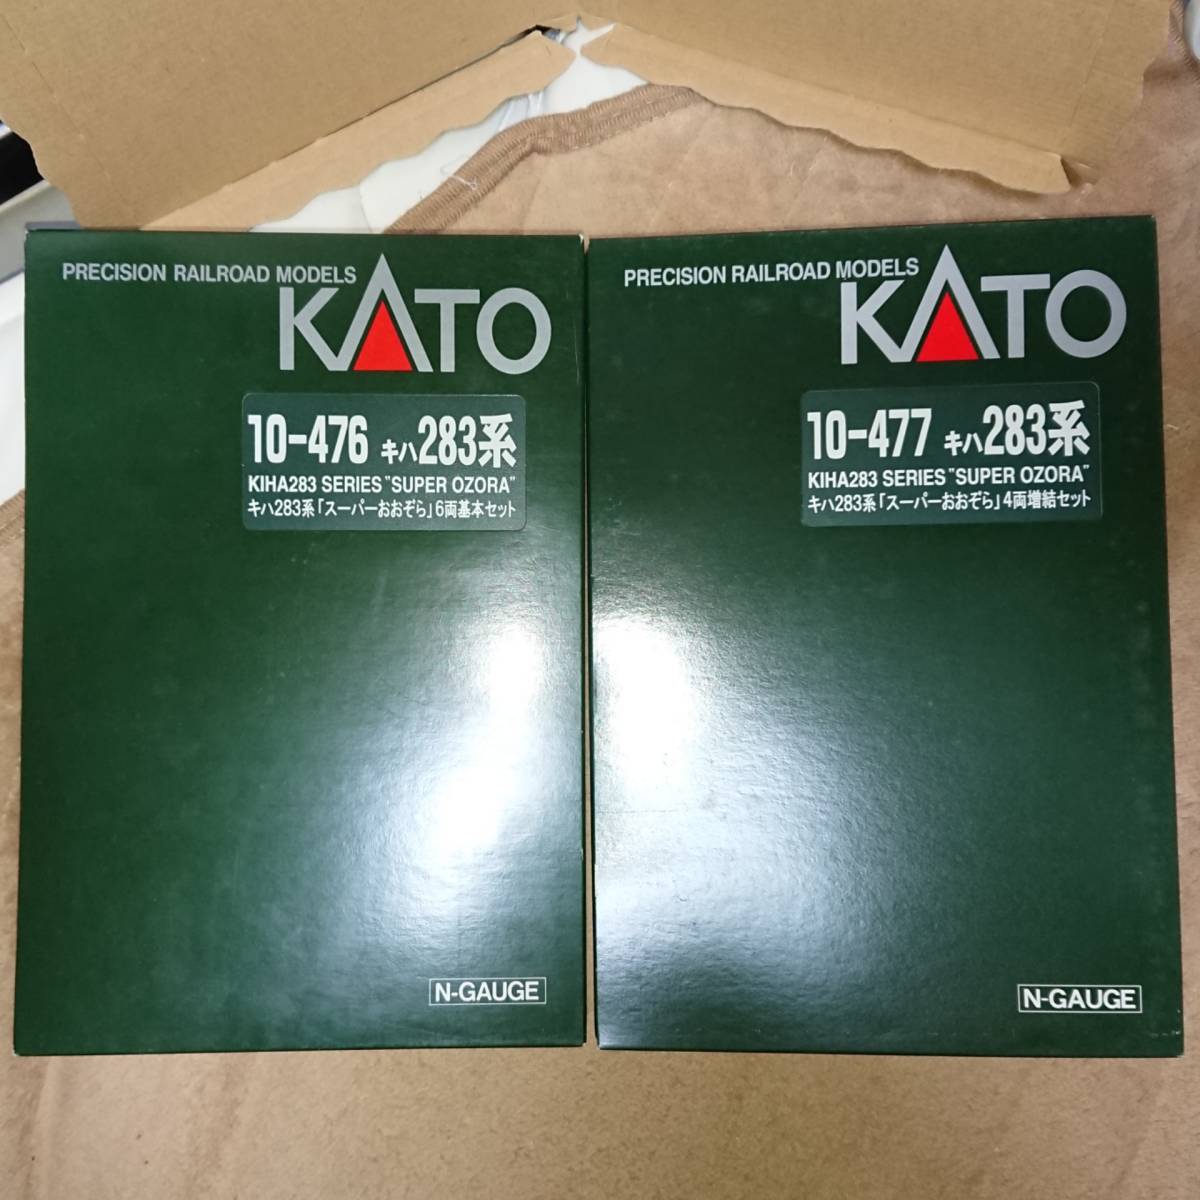 PRECISION RAILROAD MODELS
KATO
10-476 キハ283系
KIHA283 SERIES "SUPER OZORA"
キハ283系「スーパーおおぞら」6両基本セット
N-GAUGE
PRECISION RAILROAD MODELS
KATO
10-477 キハ283系
KIHA283 SERIES "SUPER OZORA"
キハ283系「スーパーおおぞら」4両増結セット
N-GAUGE